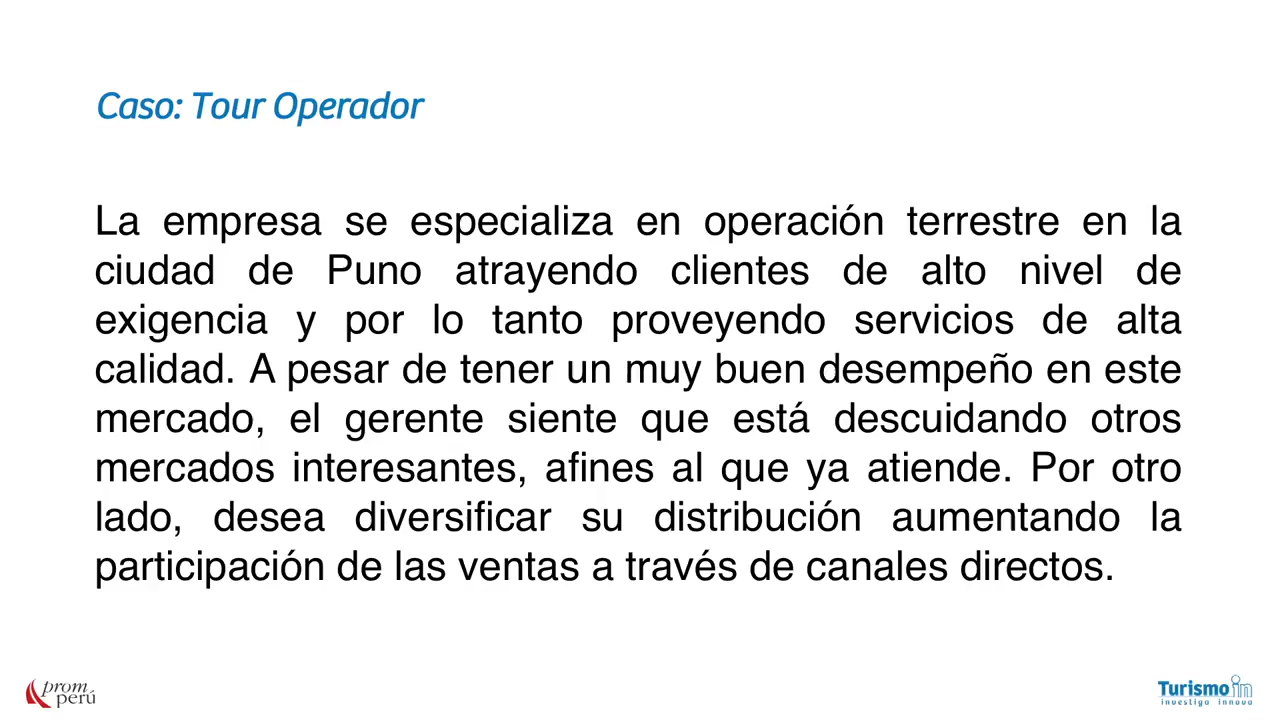 Caso: Tour Operador
La empresa se especializa en operación terrestre en la
ciudad de Puno atrayendo clientes de alto nivel de
exigencia y por lo tanto proveyendo servicios de alta
calidad. A pesar de tener un muy buen desempeño en este
mercado, el gerente siente que está descuidando otros
mercados interesantes, afines al que ya atiende. Por otro
lado, desea diversificar su distribución aumentando la
participación de las ventas a través de canales directos.
prom
perú
Turismo in
investiga innova